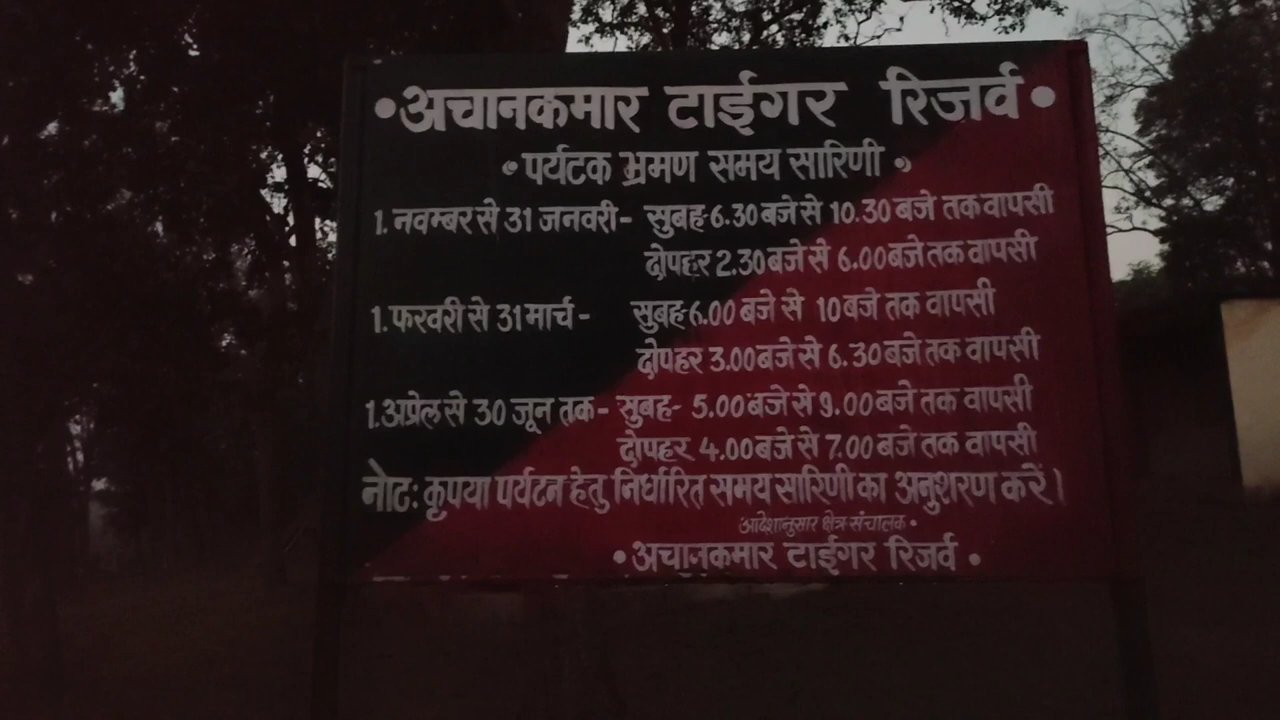 •अचानकमार टाईगर रिजर्व•
पर्यटक भ्रमण समय सारिणी
1. नवम्बर से 31 जनवरी - सुबह-6.30 बजे से 10.30 बजे तक वापसी
दोपहर 2.30 बजे से 6.00 बजे तक वापसी
1. फरवरी से 31 मार्च - सुबह-6.00 बजे से 10 बजे तक वापसी
दोपहर 3.00 बजे से 6.30 बजे तक वापसी
1. अप्रेल से 30 जून तक - सुबह- 5.00 बजे से 9.00 बजे तक वापसी
दोपहर 4.00 बजे से 7.00 बजे तक वापसी
नोट: कृपया पर्यटन हेतु निर्धारित समय सारिणी का अनुशरण करें।
आदेशानुसार क्षेत्र संचालक•
•अचानकमार टाईगर रिजर्व•